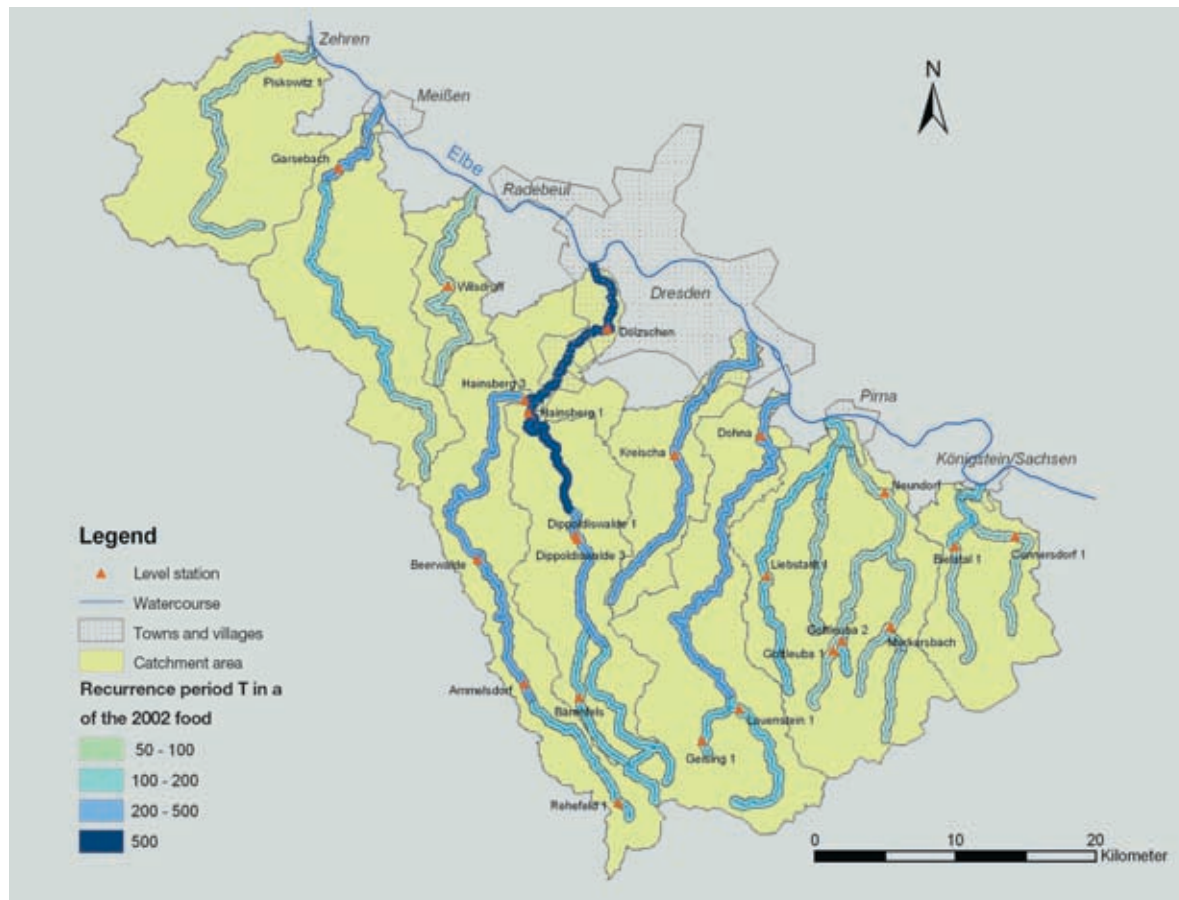 Zehren
N
Piskowitz 1
Meißen
Garsebach
Elbe
Radebeul
Wilsdruff
Dresden
Dölzschen
Hainsberg 3
Hainsberg 1
Pirna
Dohna
Kreischa
Königstein/Sachsen
Neundorf
Dippoldiswalde 1
Dippoldiswalde 3
Bielatal 1
Cunnersdorf 1
Beerwalde
Liebstadt 1
Gottleuba 2
Gottleuba 1
Markersbach
Ammelsdorf
Bärenfels
Lauenstein 1
Geising 1
Rehefeld 1
Legend
Level station
Watercourse
Towns and villages
Catchment area
Recurrence period T in a
of the 2002 food
50 - 100
100 - 200
200 - 500
500
0 10 20
Kilometer